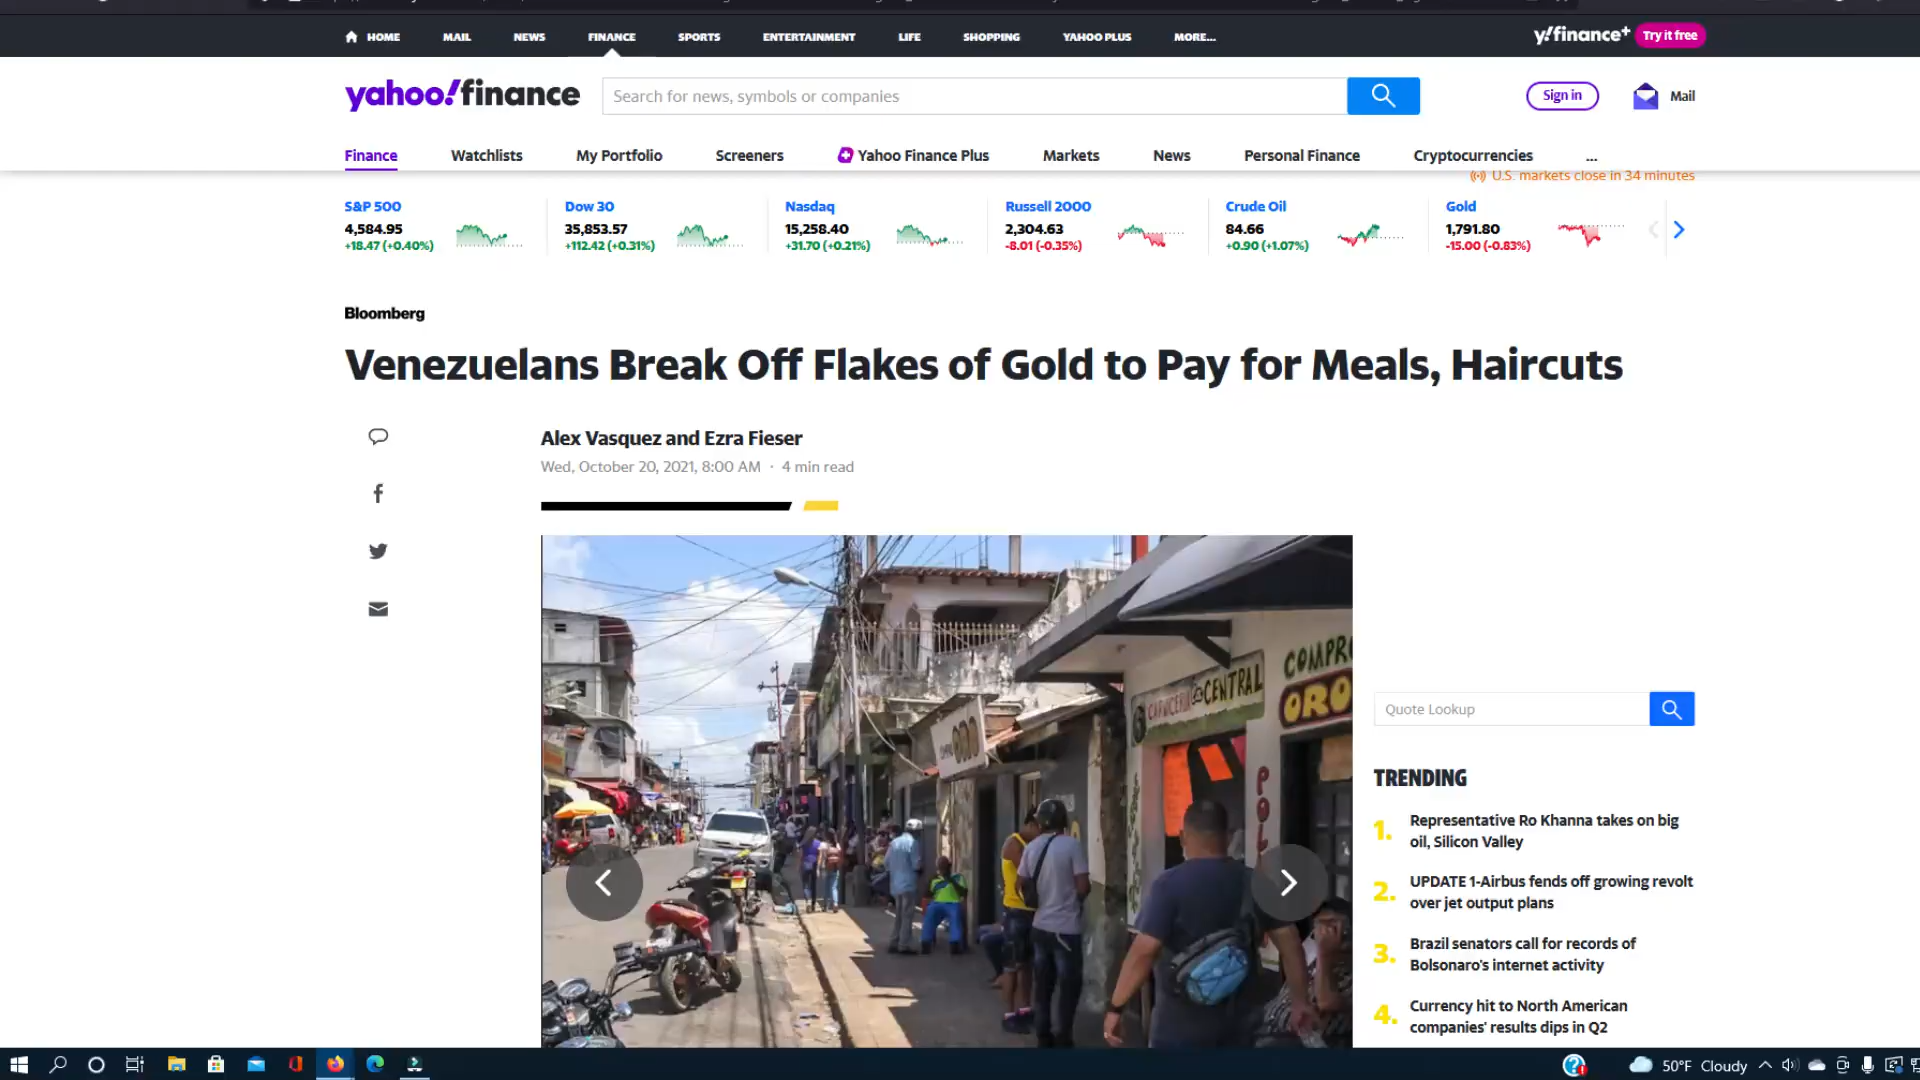 HOME MAIL NEWS FINANCE SPORTS ENTERTAINMENT LIFE SHOPPING YAHOO PLUS MORE...
y!finance+ Try it free
yahoo!finance
Search for news, symbols or companies
Sign in
Mail
Finance Watchlists My Portfolio Screeners Yahoo Finance Plus Markets News Personal Finance Cryptocurrencies ...
U.S. markets close in 34 minutes
S&P 500
4,584.95
+18.47 (+0.40%)
Dow 30
35,853.57
+112.42 (+0.31%)
Nasdaq
15,258.40
+31.70 (+0.21%)
Russell 2000
2,304.63
-8.01 (-0.35%)
Crude Oil
84.66
+0.90 (+1.07%)
Gold
1,791.80
-15.00 (-0.83%)
Bloomberg
Venezuelans Break Off Flakes of Gold to Pay for Meals, Haircuts
Alex Vasquez and Ezra Fieser
Wed, October 20, 2021, 8:00 AM · 4 min read
CENTRAL
COMPR
ORO
ORO
POL
Quote Lookup
TRENDING
1. Representative Ro Khanna takes on big
oil, Silicon Valley
2. UPDATE 1-Airbus fends off growing revolt
over jet output plans
3. Brazil senators call for records of
Bolsonaro's internet activity
4. Currency hit to North American
companies' results dips in Q2
50°F Cloudy